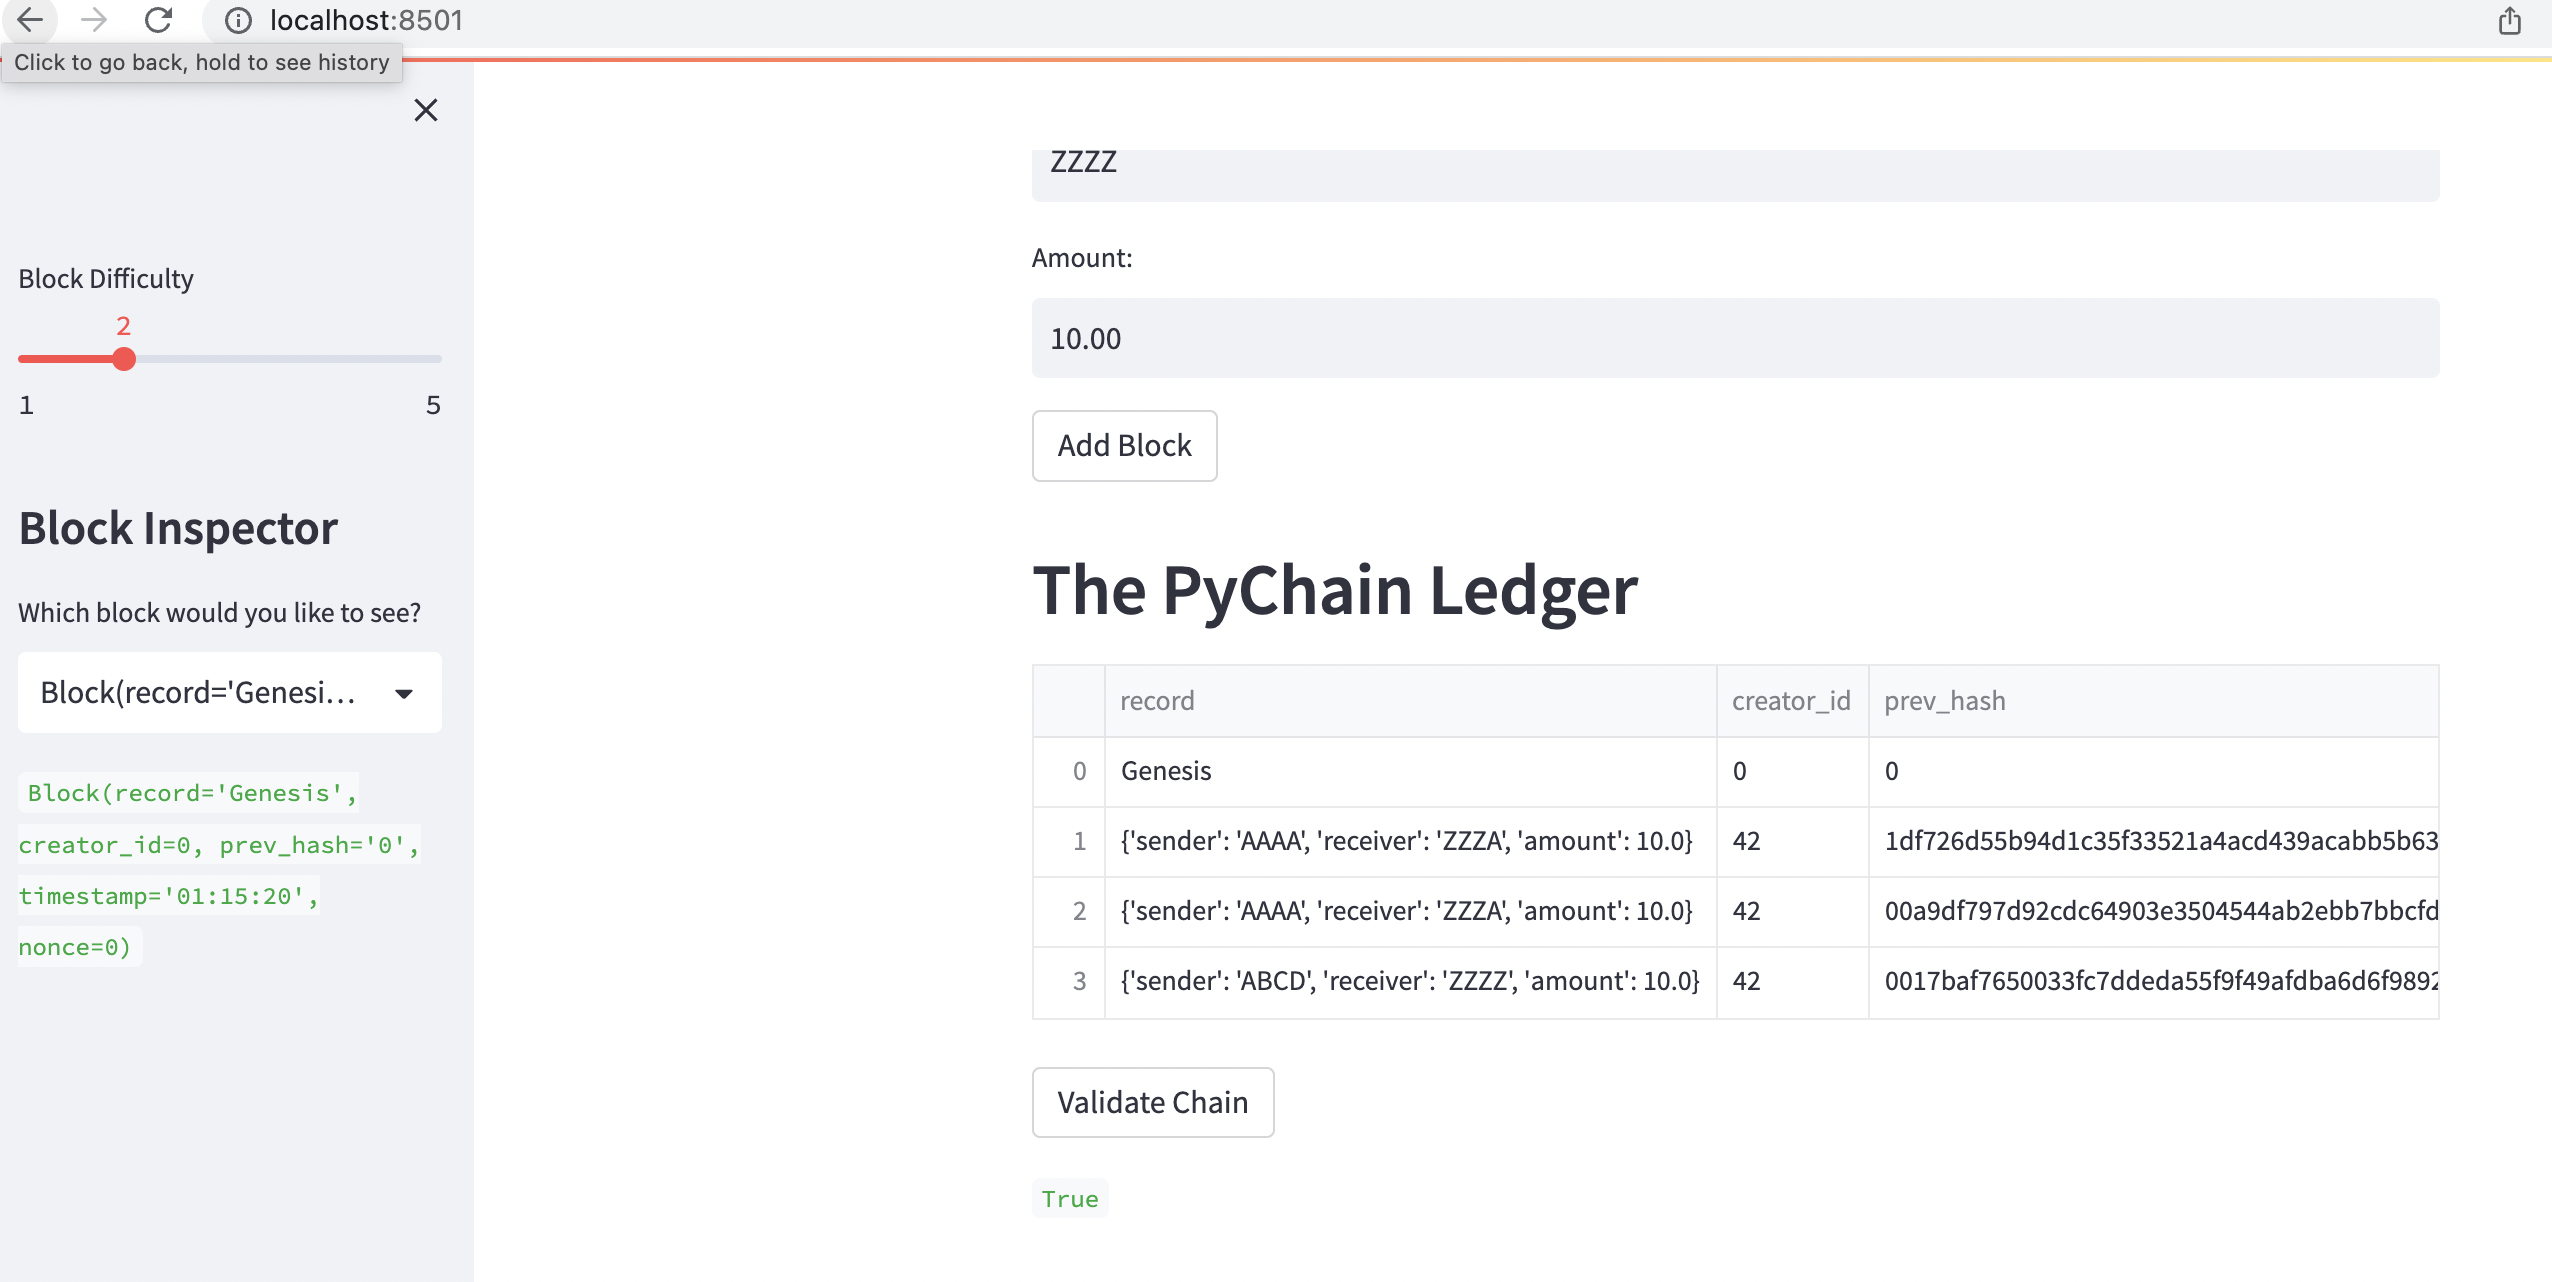 localhost:8501
Click to go back, hold to see history
Block Difficulty
2
1 5
Block Inspector
Which block would you like to see?
Block(record='Genesi...
Block(record='Genesis',
creator_id=0, prev_hash='0',
timestamp='01:15:20',
nonce=0)
ZZZZ
Amount:
10.00
Add Block
The PyChain Ledger
record creator_id prev_hash
0 Genesis 0 0
1 {'sender': 'AAAA', 'receiver': 'ZZZA', 'amount': 10.0} 42 1df726d55b94d1c35f33521a4acd439acabb5b63
2 {'sender': 'AAAA', 'receiver': 'ZZZA', 'amount': 10.0} 42 00a9df797d92cdc64903e3504544ab2ebb7bbcfd
3 {'sender': 'ABCD', 'receiver': 'ZZZZ', 'amount': 10.0} 42 0017baf7650033fc7ddeda55f9f49afdba6d6f9892
Validate Chain
True